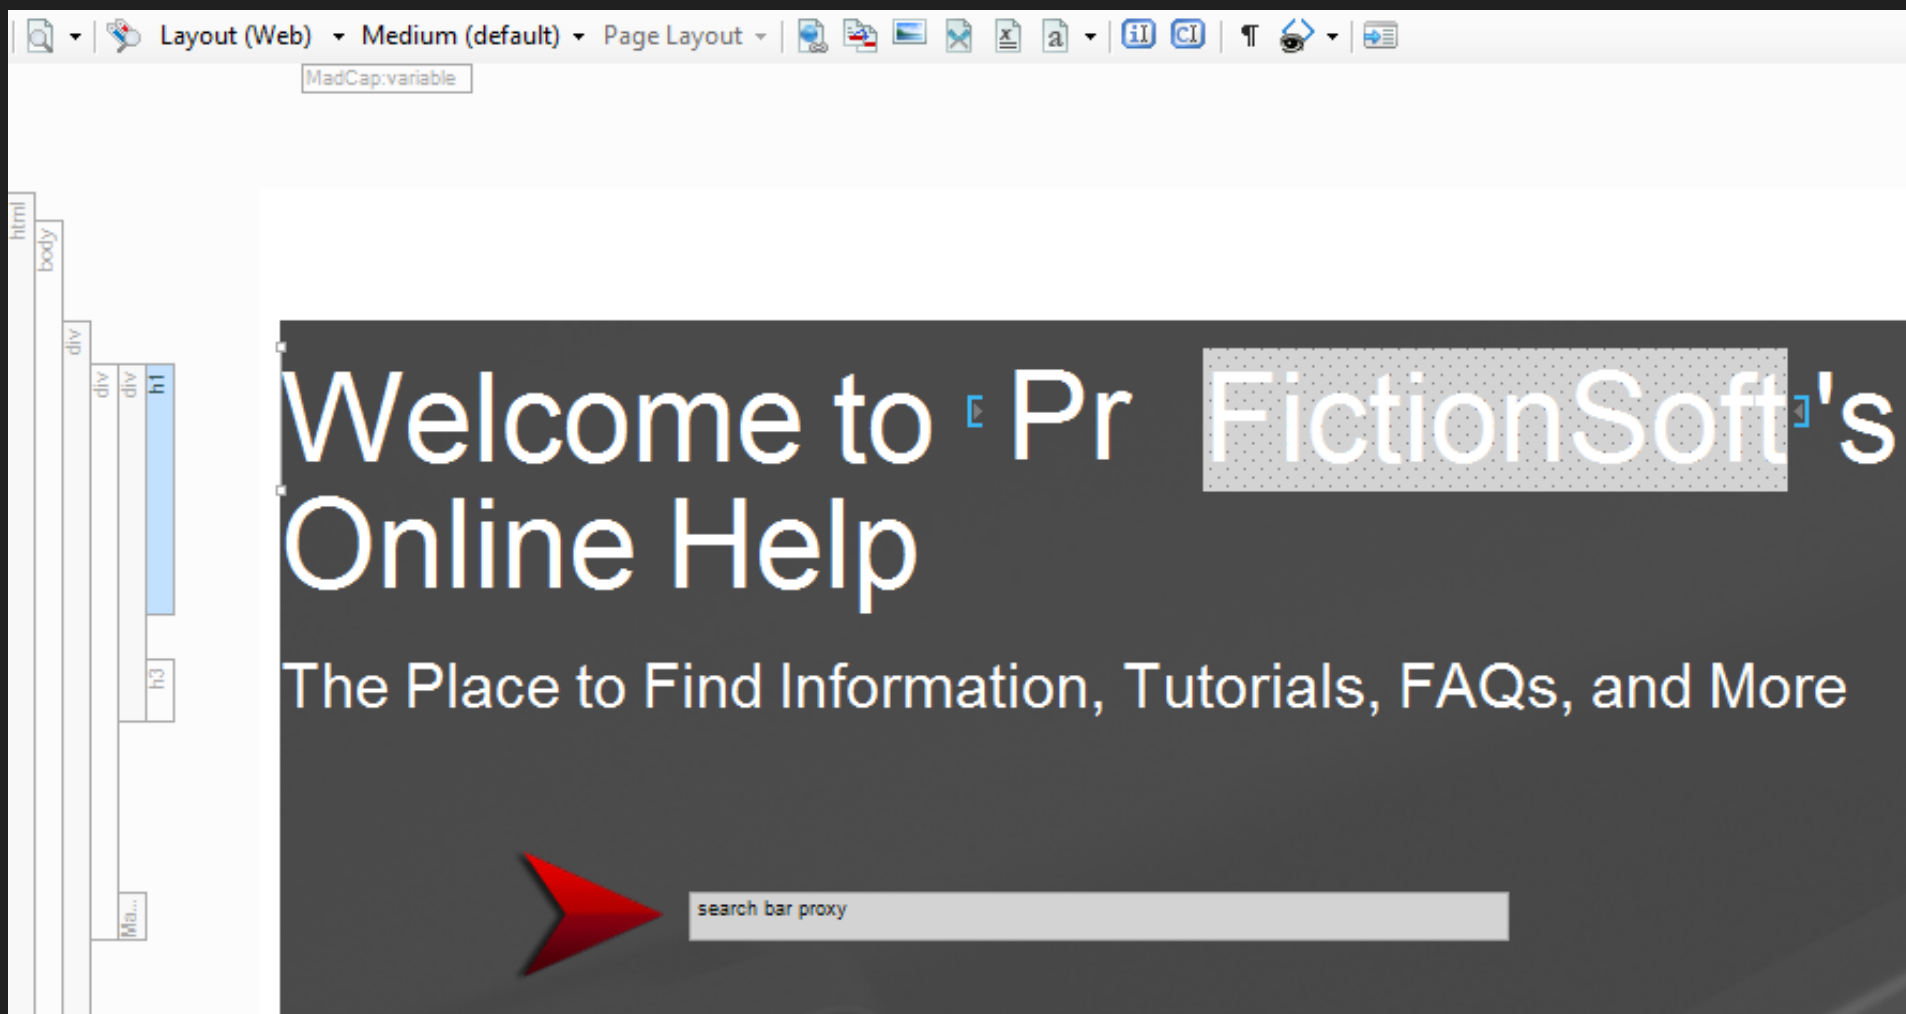 Layout (Web) Medium (default) Page Layout
MadCap:variable
html
body
div
div
div
h1
Welcome to Pr FictionSoft's
Online Help
h3
The Place to Find Information, Tutorials, FAQs, and More
Ma...
search bar proxy